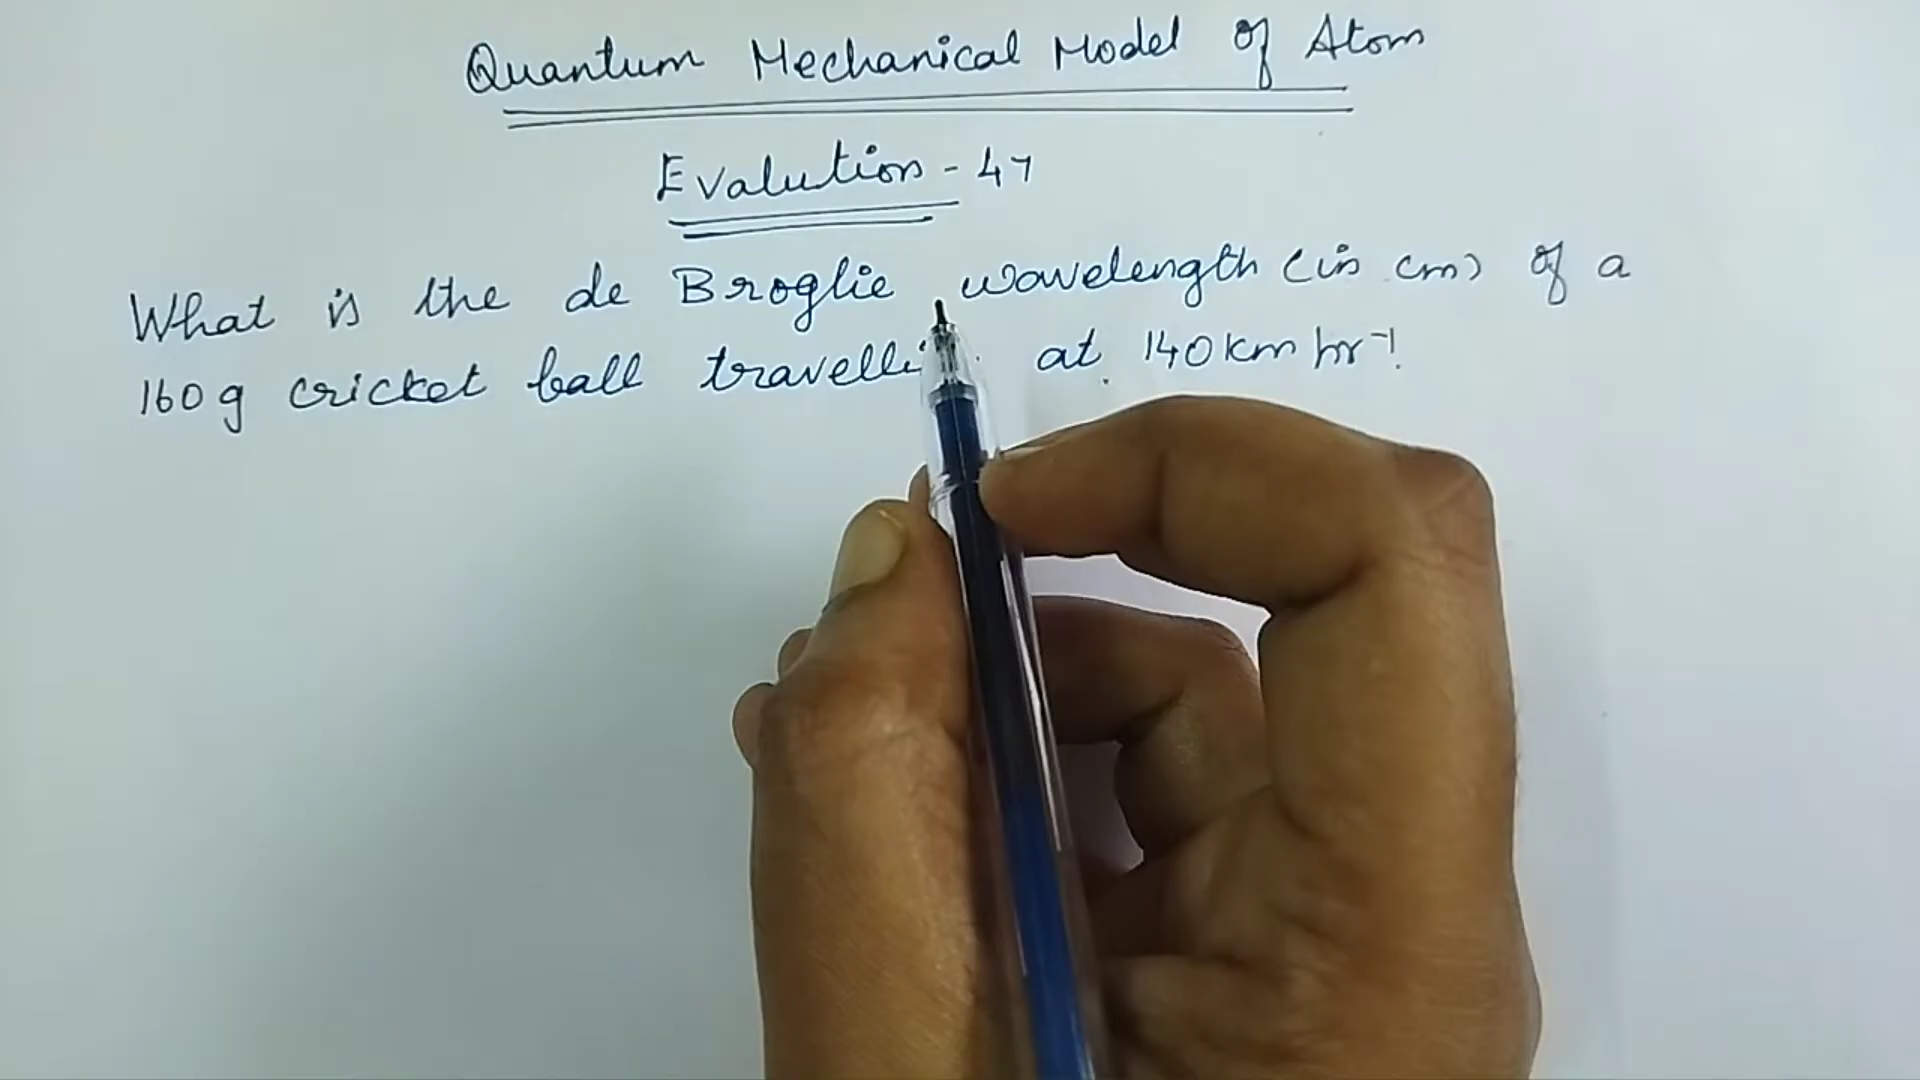 Quantum Mechanical Model of Atom
Evalution - 47
What is the de Broglie wavelength (in cm) of a
160g cricket ball at 140 km hr-1